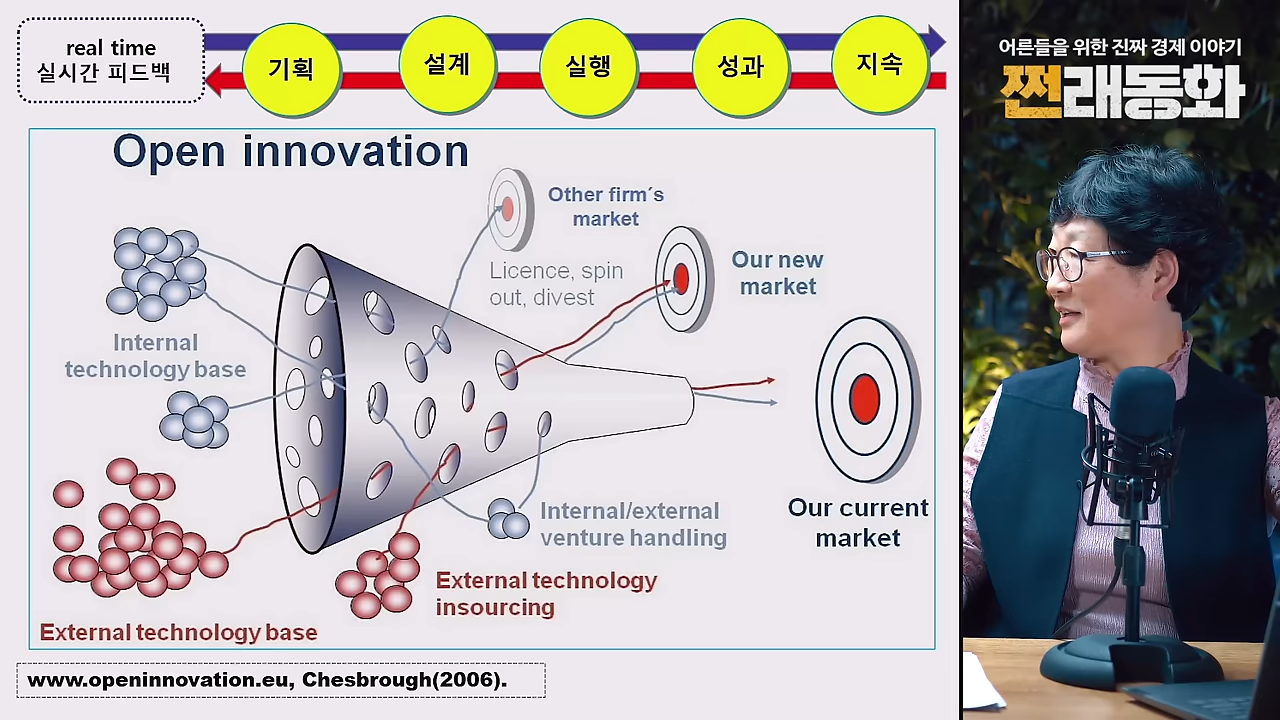 real time
실시간 피드백
기획
설계
실행
성과
지속
어른들을 위한 진짜 경제 이야기
쩐래동화
Open innovation
Other firm´s
market
Licence, spin
out, divest
Our new
market
Internal
technology base
Our current
market
Internal/external
venture handling
External technology
insourcing
External technology base
www.openinnovation.eu, Chesbrough(2006).